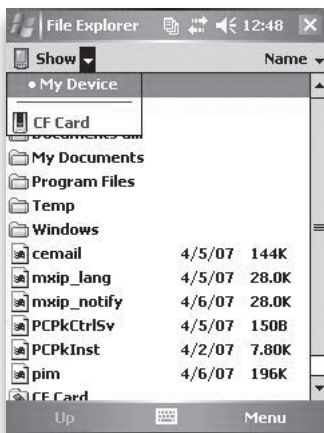 File Explorer 12:48
Show Name
My Device
CF Card
My Documents
Program Files
Temp
Windows
cemail 4/5/07 144K
mxip_lang 4/5/07 28.0K
mxip_notify 4/6/07 28.0K
PCPkCtrlSv 4/5/07 150B
PCPkInst 4/2/07 7.80K
pim 4/6/07 196K
CF Card
Up Menu